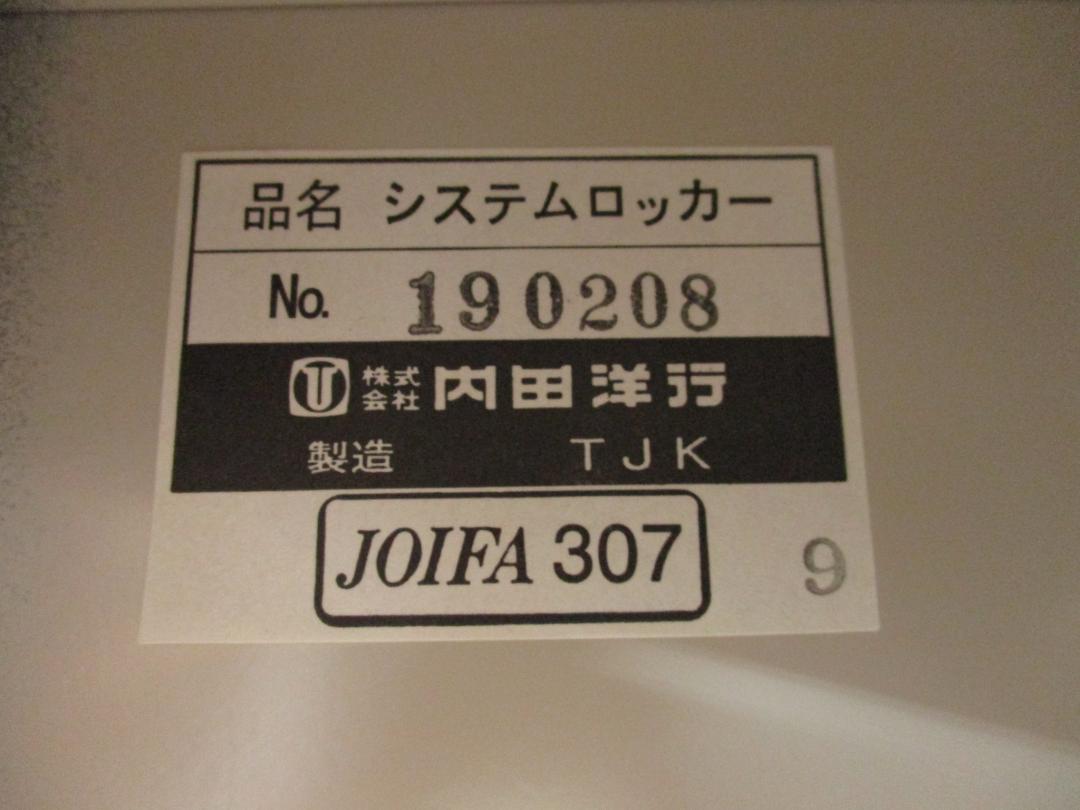 品名 システムロッカー
No. 190208
株式会社 内田洋行
製造 TJK
JOIFA 307
9